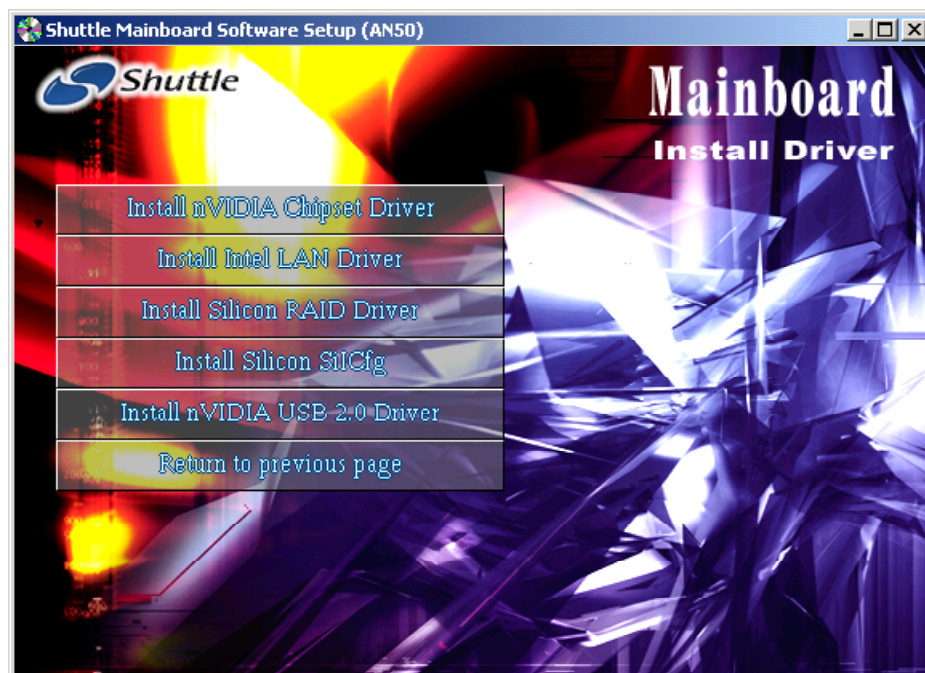 Shuttle Mainboard Software Setup (AN50)
Shuttle
Mainboard
Install Driver
Install nVIDIA Chipset Driver
Install Intel LAN Driver
Install Silicon RAID Driver
Install Silicon SiICfg
Install nVIDIA USB 2.0 Driver
Return to previous page